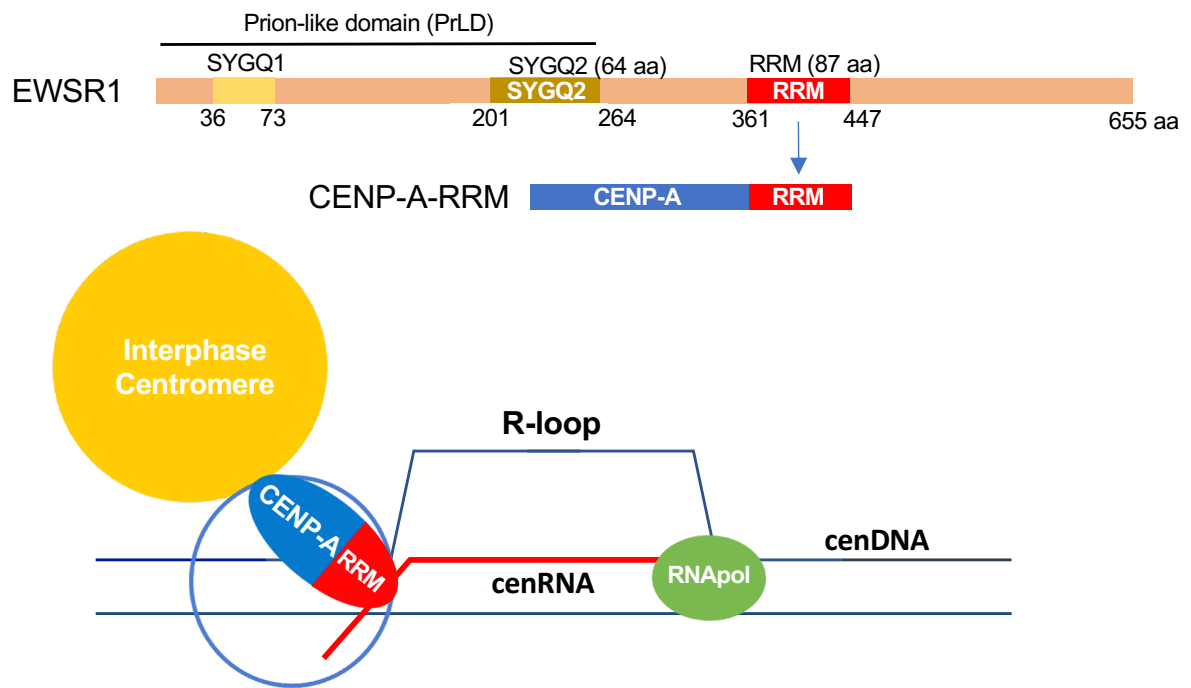 Prion-like domain (PrLD)
SYGQ1
SYGQ2 (64 aa)
RRM (87 aa)
EWSR1
SYGQ2
RRM
36
73
201
264
361
447
655 aa
CENP-A-RRM
CENP-A
RRM
Interphase
Centromere
R-loop
CENP-A
RRM
cenRNA
RNApol
cenDNA